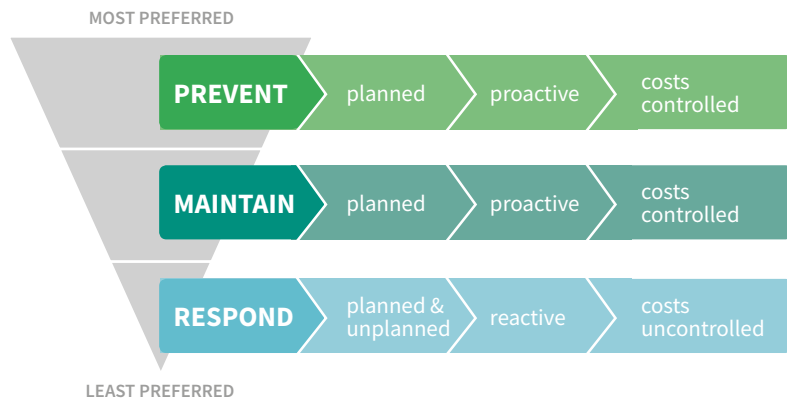 MOST PREFERRED
PREVENT
planned
proactive
costs
controlled
MAINTAIN
planned
proactive
costs
controlled
RESPOND
planned &
unplanned
reactive
costs
uncontrolled
LEAST PREFERRED